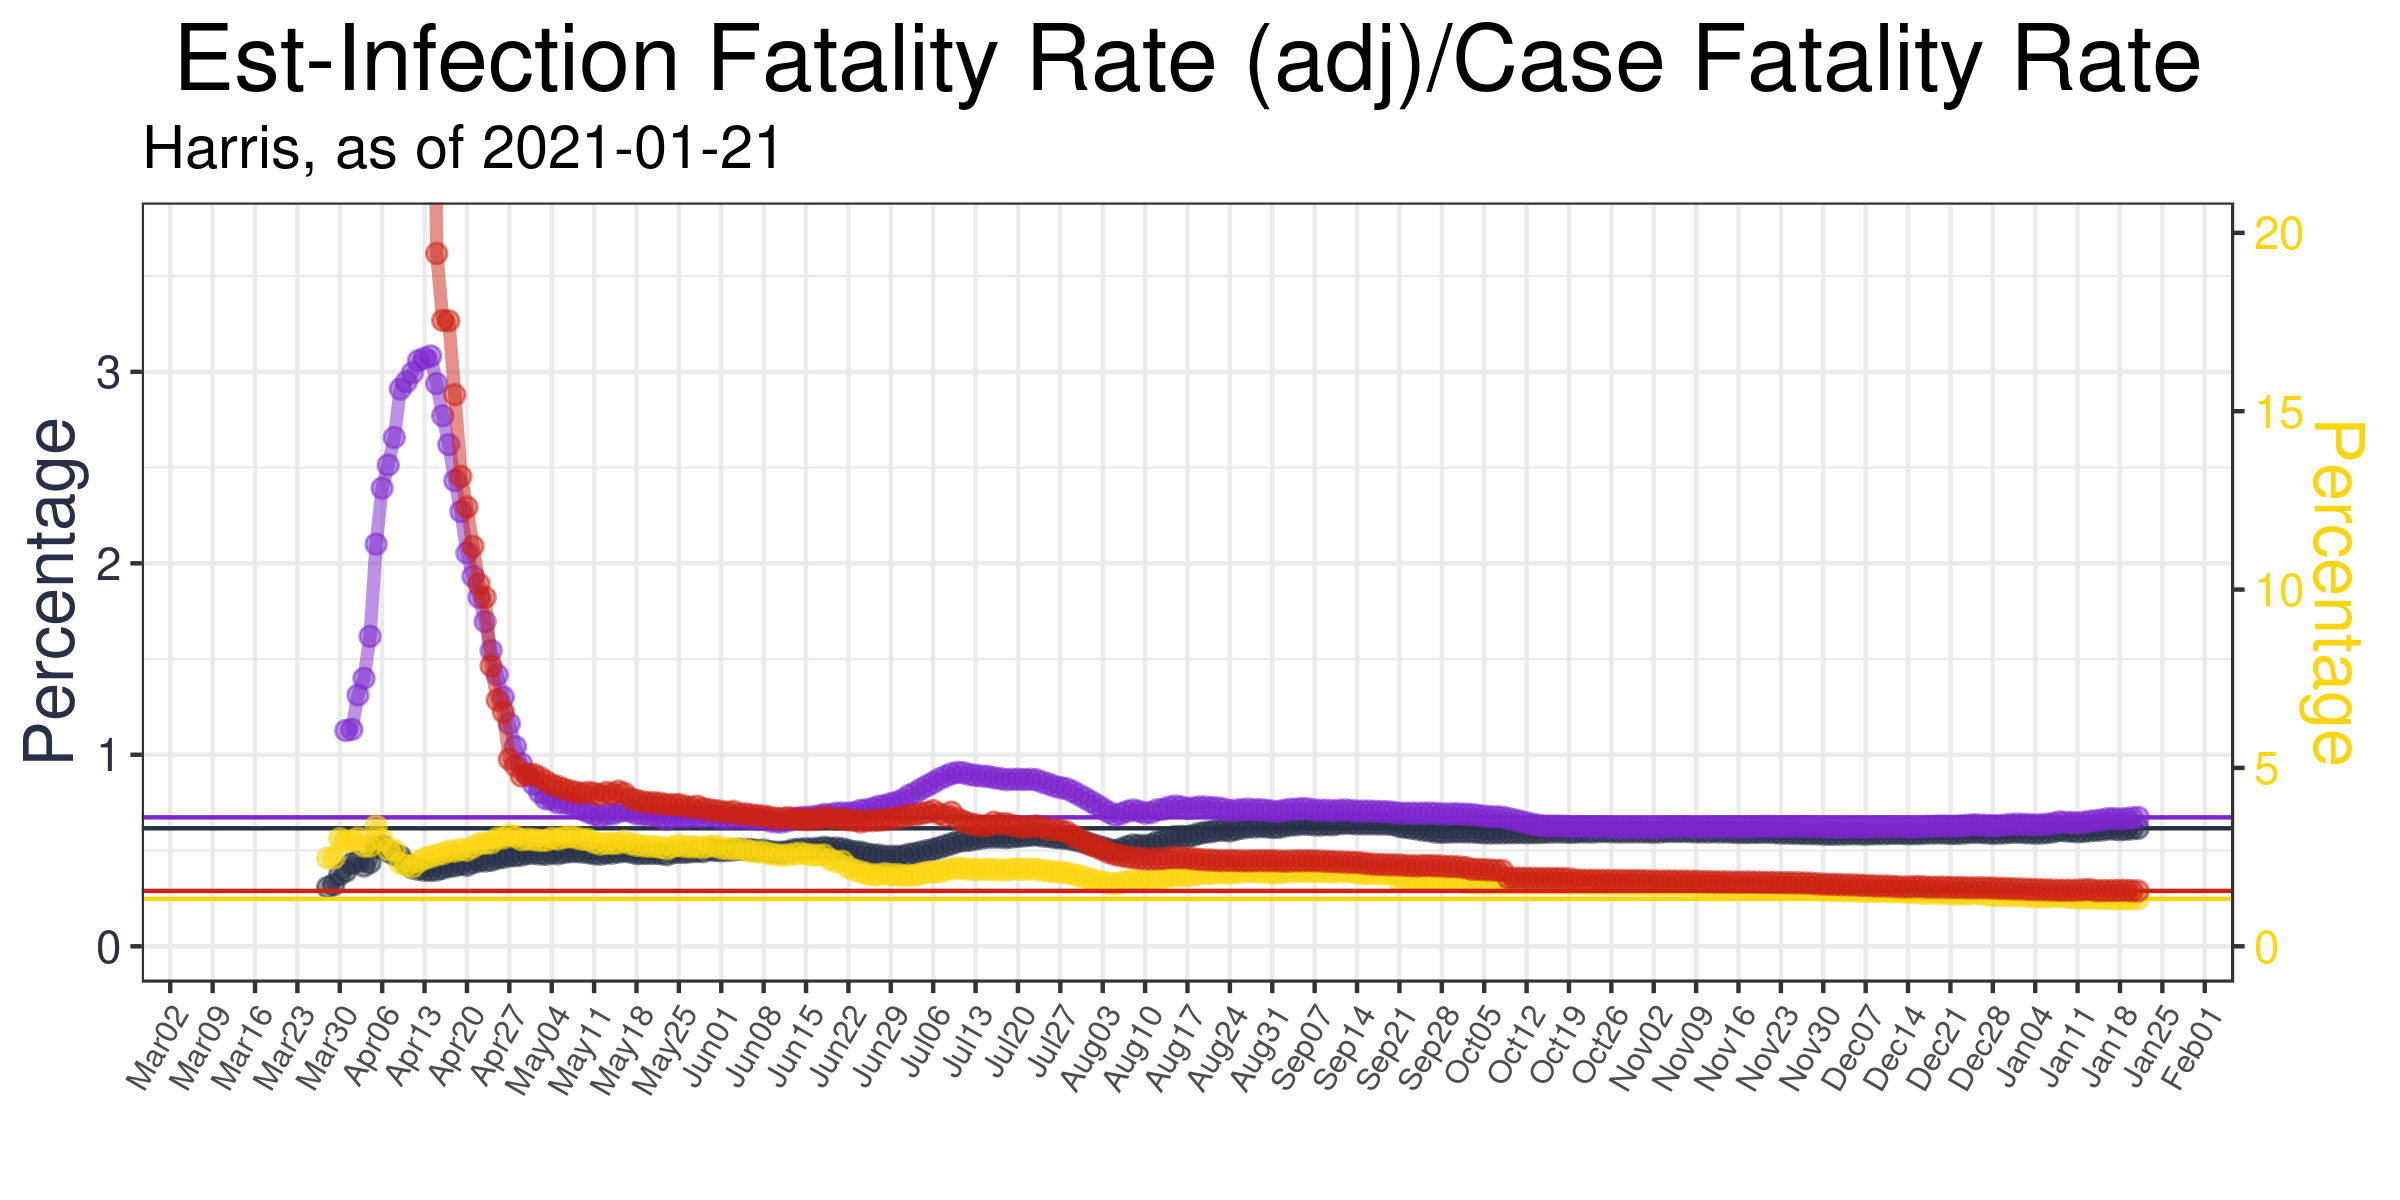 Est-Infection Fatality Rate (adj)/Case Fatality Rate
Harris, as of 2021-01-21
Percentage
3
2
1
0
20
15
10
5
0
Percentage
Mar02
Mar09
Mar16
Mar23
Mar30
Apr06
Apr13
Apr20
Apr27
May04
May11
May18
May25
Jun01
Jun08
Jun15
Jun22
Jun29
Jul06
Jul13
Jul20
Jul27
Aug03
Aug10
Aug17
Aug24
Aug31
Sep07
Sep14
Sep21
Sep28
Oct05
Oct12
Oct19
Oct26
Nov02
Nov09
Nov16
Nov23
Nov30
Dec07
Dec14
Dec21
Dec28
Jan04
Jan11
Jan18
Jan25
Feb01